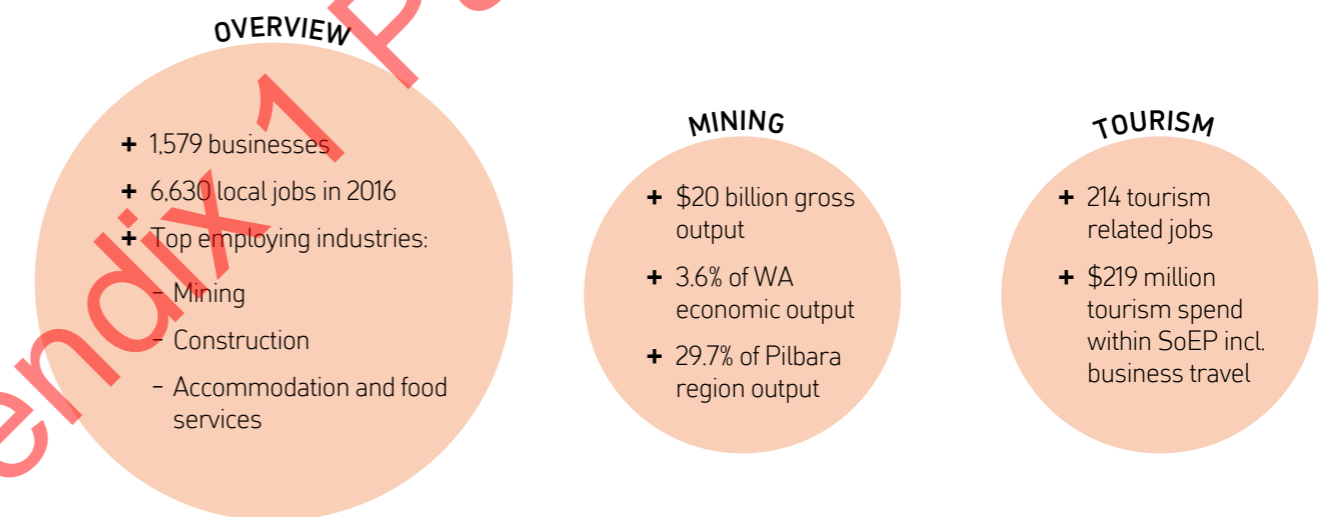 OVERVIEW
+ 1,579 businesses
+ 6,630 local jobs in 2016
+ Top employing industries:
– Mining
– Construction
– Accommodation and food
services
MINING
+ $20 billion gross
output
+ 3.6% of WA
economic output
+ 29.7% of Pilbara
region output
TOURISM
+ 214 tourism
related jobs
+ $219 million
tourism spend
within SoEP incl.
business travel
endix 1 P